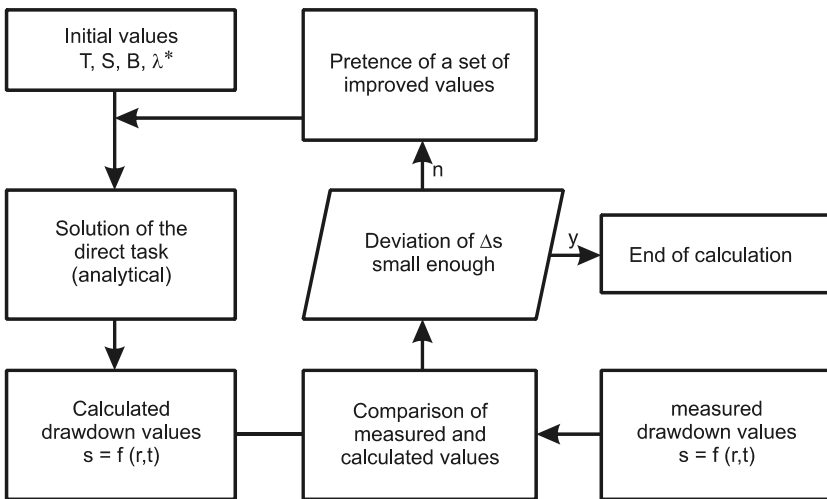 Initial values
T, S, B, λ*
Pretence of a set of
improved values
n
Solution of the
direct task
(analytical)
Deviation of Δs
small enough
y
End of calculation
Calculated
drawdown values
s = f (r,t)
Comparison of
measured and
calculated values
measured
drawdown values
s = f (r,t)